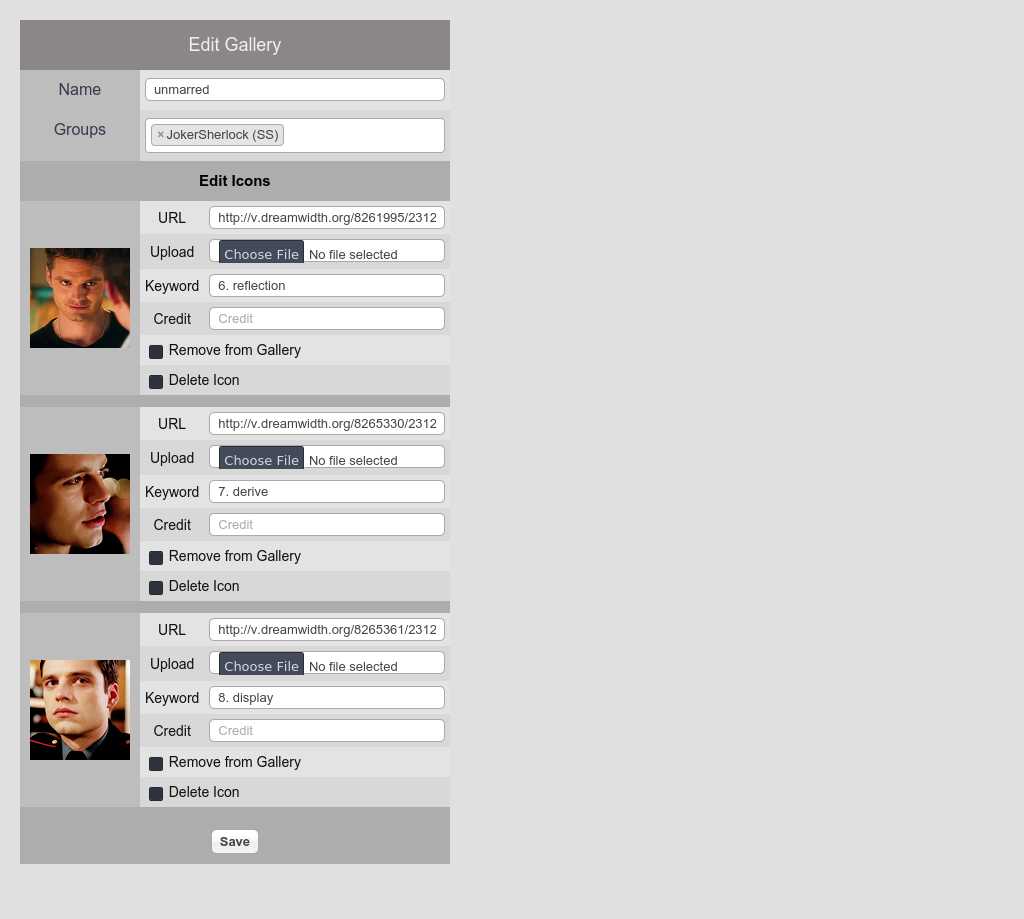 Edit Gallery
Name unmarred
Groups ×JokerSherlock (SS)
Edit Icons
URL http://v.dreamwidth.org/8261995/2312
Upload Choose File No file selected
Keyword 6. reflection
Credit Credit
Remove from Gallery
Delete Icon
URL http://v.dreamwidth.org/8265330/2312
Upload Choose File No file selected
Keyword 7. derive
Credit Credit
Remove from Gallery
Delete Icon
URL http://v.dreamwidth.org/8265361/2312
Upload Choose File No file selected
Keyword 8. display
Credit Credit
Remove from Gallery
Delete Icon
Save